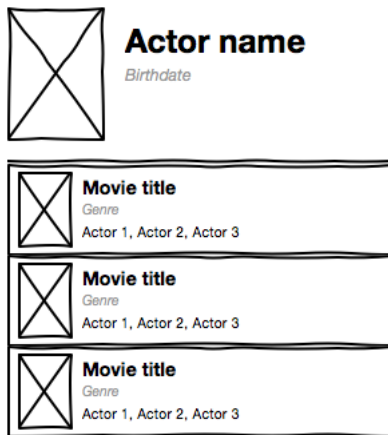 Actor name
Birthdate
Movie title
Genre
Actor 1, Actor 2, Actor 3
Movie title
Genre
Actor 1, Actor 2, Actor 3
Movie title
Genre
Actor 1, Actor 2, Actor 3